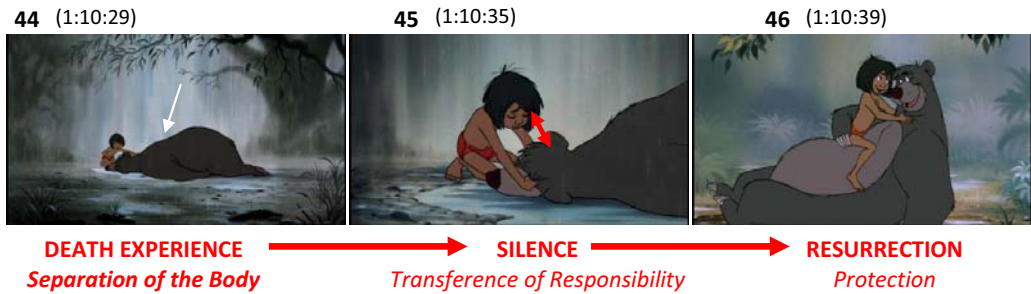 44 (1:10:29) 45 (1:10:35) 46 (1:10:39)
DEATH EXPERIENCE SILENCE RESURRECTION
Separation of the Body Transference of Responsibility Protection